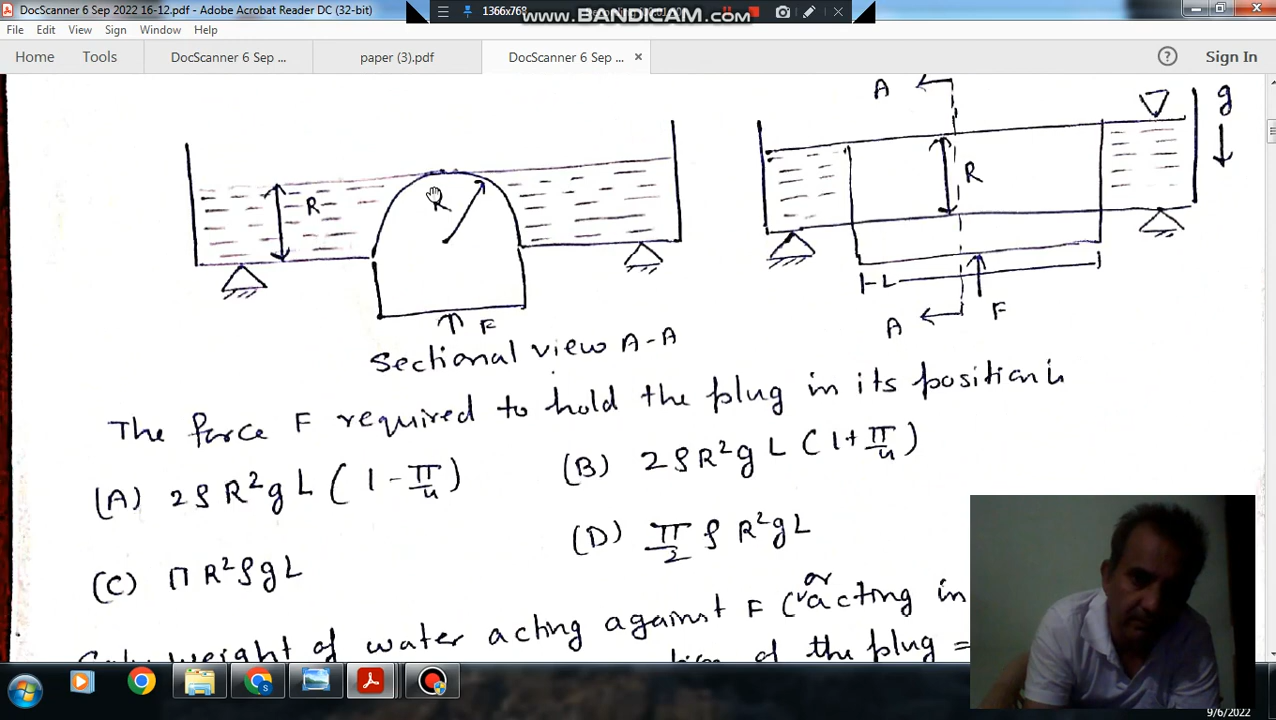 DocScanner 6 Sep 2022 16-12.pdf - Adobe Acrobat Reader DC (32-bit)
1366x768
www.BANDICAM.com
File Edit View Sign Window Help
Home Tools DocScanner 6 Sep ... paper (3).pdf DocScanner 6 Sep ... × Sign In
A g
R R R
L
F A F
Sectional view A-A
The force F required to hold the plug in its position is
(A) 2ρR²gL (1 - π/4) (B) 2ρR²gL (1 + π/4)
(C) πR²ρgL (D) π/2 ρR²gL
or
weight of water acting against F (acting in
of the plug =
9/6/2022